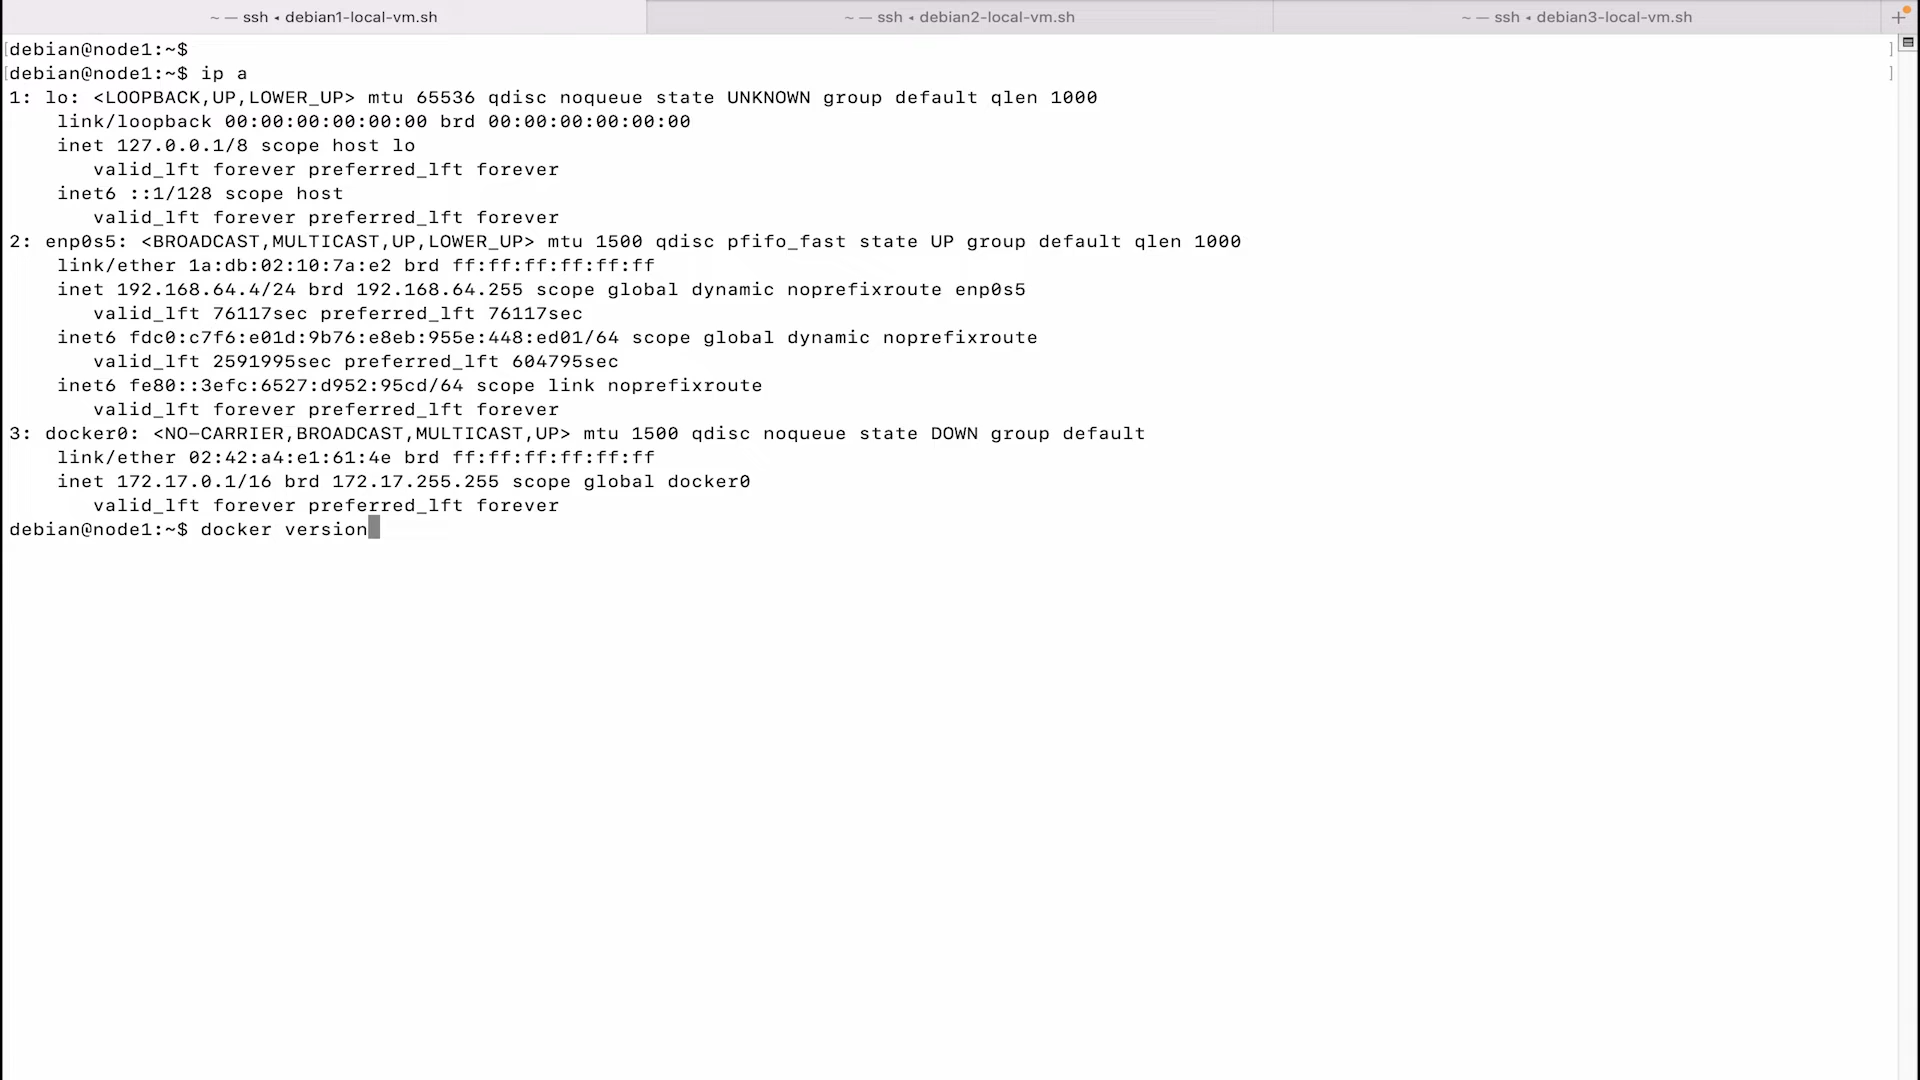 ~ — ssh ◂ debian1-local-vm.sh
~ — ssh ◂ debian2-local-vm.sh
~ — ssh ◂ debian3-local-vm.sh
[debian@node1:~$ ]
[debian@node1:~$ ip a ]
1: lo: <LOOPBACK,UP,LOWER_UP> mtu 65536 qdisc noqueue state UNKNOWN group default qlen 1000
    link/loopback 00:00:00:00:00:00 brd 00:00:00:00:00:00
    inet 127.0.0.1/8 scope host lo
       valid_lft forever preferred_lft forever
    inet6 ::1/128 scope host
       valid_lft forever preferred_lft forever
2: enp0s5: <BROADCAST,MULTICAST,UP,LOWER_UP> mtu 1500 qdisc pfifo_fast state UP group default qlen 1000
    link/ether 1a:db:02:10:7a:e2 brd ff:ff:ff:ff:ff:ff
    inet 192.168.64.4/24 brd 192.168.64.255 scope global dynamic noprefixroute enp0s5
       valid_lft 76117sec preferred_lft 76117sec
    inet6 fdc0:c7f6:e01d:9b76:e8eb:955e:448:ed01/64 scope global dynamic noprefixroute
       valid_lft 2591995sec preferred_lft 604795sec
    inet6 fe80::3efc:6527:d952:95cd/64 scope link noprefixroute
       valid_lft forever preferred_lft forever
3: docker0: <NO-CARRIER,BROADCAST,MULTICAST,UP> mtu 1500 qdisc noqueue state DOWN group default
    link/ether 02:42:a4:e1:61:4e brd ff:ff:ff:ff:ff:ff
    inet 172.17.0.1/16 brd 172.17.255.255 scope global docker0
       valid_lft forever preferred_lft forever
debian@node1:~$ docker version